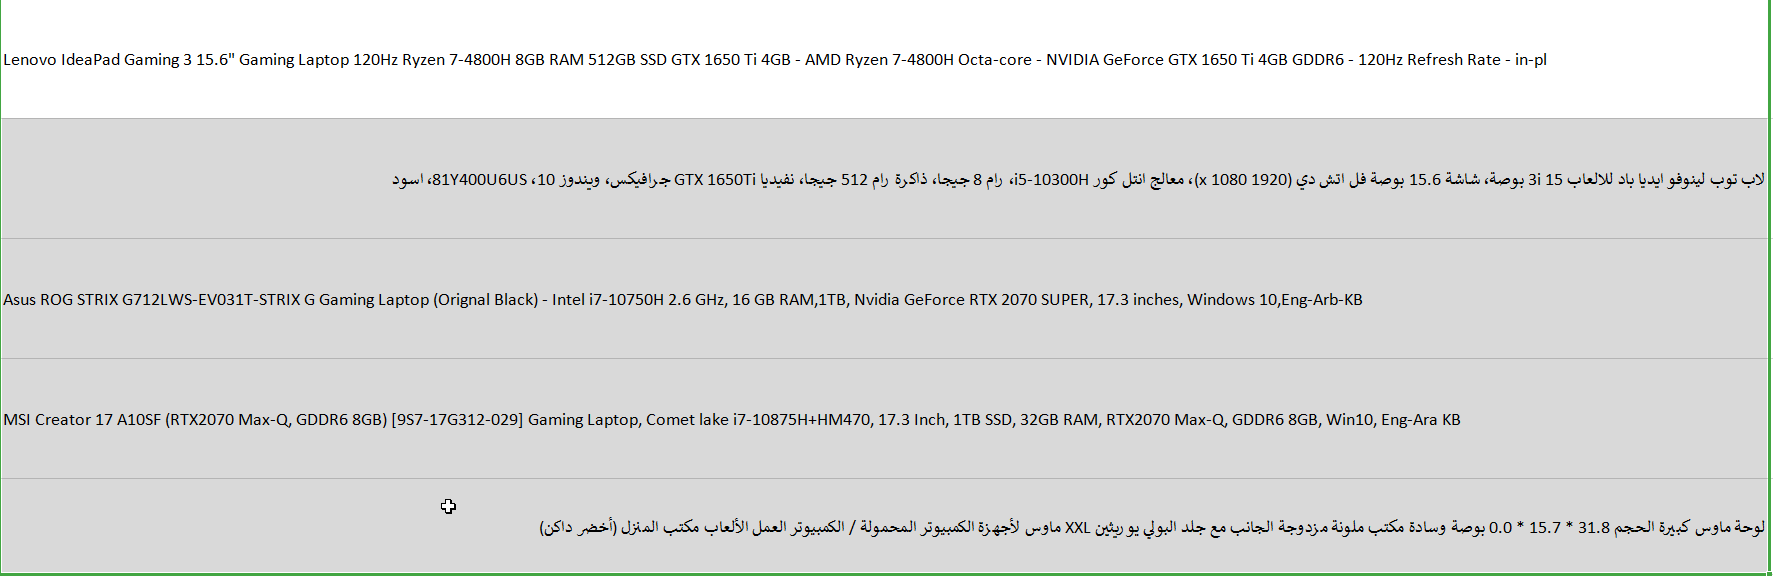 Lenovo IdeaPad Gaming 3 15.6" Gaming Laptop 120Hz Ryzen 7-4800H 8GB RAM 512GB SSD GTX 1650 Ti 4GB - AMD Ryzen 7-4800H Octa-core - NVIDIA GeForce GTX 1650 Ti 4GB GDDR6 - 120Hz Refresh Rate - in-pl
لاب توب لينوفو ايديا باد للالعاب 3i 15 بوصة، شاشة 15.6 بوصة فل اتش دي (1920 x 1080)، معالج انتل كور i5-10300H، رام 8 جيجا، ذاكرة رام 512 جيجا، نفيديا GTX 1650Ti جرافيكس، ويندوز 10، 81Y400U6US، اسود
Asus ROG STRIX G712LWS-EV031T-STRIX G Gaming Laptop (Orignal Black) - Intel i7-10750H 2.6 GHz, 16 GB RAM,1TB, Nvidia GeForce RTX 2070 SUPER, 17.3 inches, Windows 10,Eng-Arb-KB
MSI Creator 17 A10SF (RTX2070 Max-Q, GDDR6 8GB) [9S7-17G312-029] Gaming Laptop, Comet lake i7-10875H+HM470, 17.3 Inch, 1TB SSD, 32GB RAM, RTX2070 Max-Q, GDDR6 8GB, Win10, Eng-Ara KB
لوحة ماوس كبيرة الحجم 31.8 * 15.7 * 0.0 بوصة وسادة مكتب ملونة مزدوجة الجانب مع جلد البولي يوريثين XXL ماوس لأجهزة الكمبيوتر المحمولة / الكمبيوتر العمل الألعاب مكتب المنزل (أخضر داكن)